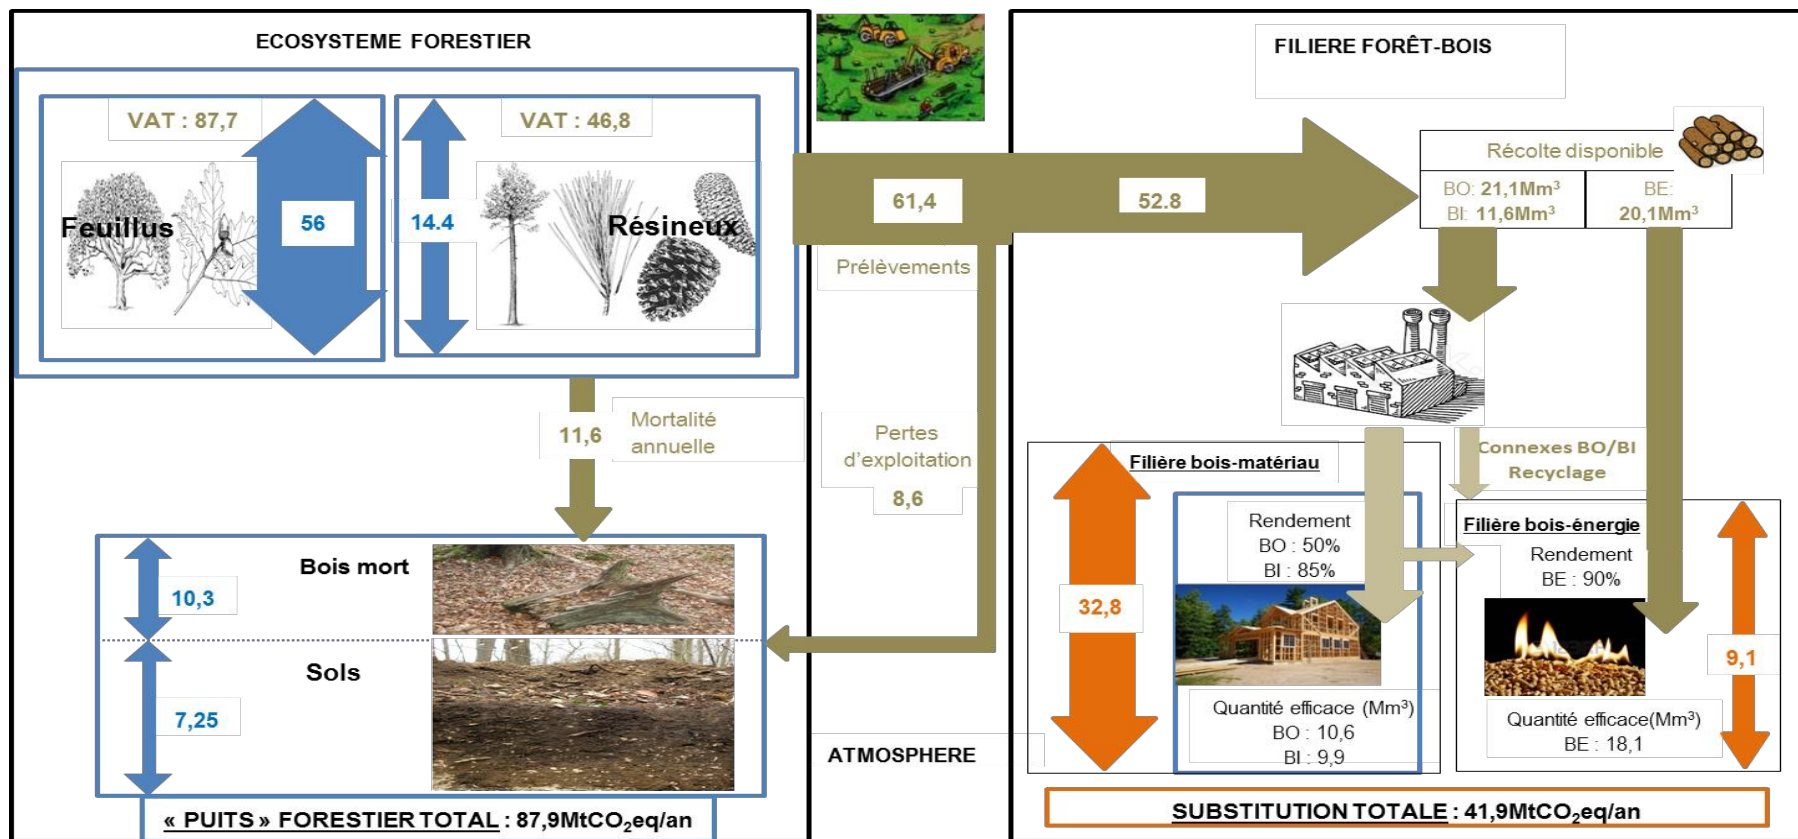 ECOSYSTEME FORESTIER
VAT : 87,7
VAT : 46,8
Feuillus
56
14.4
Résineux
11,6
Mortalité
annuelle
Bois mort
10,3
Sols
7,25
« PUITS » FORESTIER TOTAL : 87,9MtCO₂eq/an
61,4
52.8
Prélèvements
Pertes
d'exploitation
8,6
ATMOSPHERE
FILIERE FORÊT-BOIS
Récolte disponible
BO: 21,1Mm³
BI: 11,6Mm³
BE:
20,1Mm³
Connexes BO/BI
Recyclage
Filière bois-matériau
Rendement
BO : 50%
BI : 85%
32,8
Quantité efficace (Mm³)
BO : 10,6
BI : 9,9
Filière bois-énergie
Rendement
BE : 90%
9,1
Quantité efficace(Mm³)
BE : 18,1
SUBSTITUTION TOTALE : 41,9MtCO₂eq/an